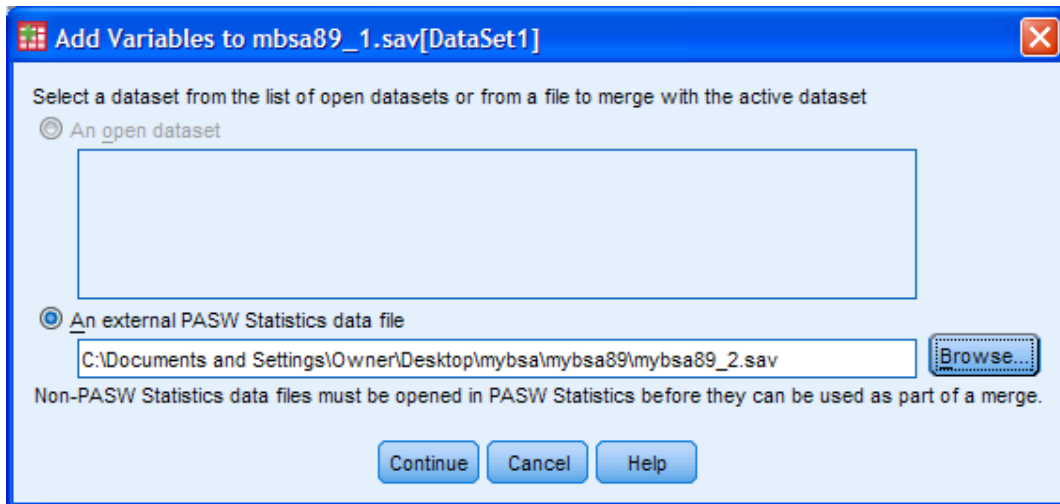 Add Variables to mbsa89_1.sav[DataSet1]
Select a dataset from the list of open datasets or from a file to merge with the active dataset
An open dataset
An external PASW Statistics data file
C:\Documents and Settings\Owner\Desktop\mybsa\mybsa89\mybsa89_2.sav
Browse...
Non-PASW Statistics data files must be opened in PASW Statistics before they can be used as part of a merge.
Continue
Cancel
Help